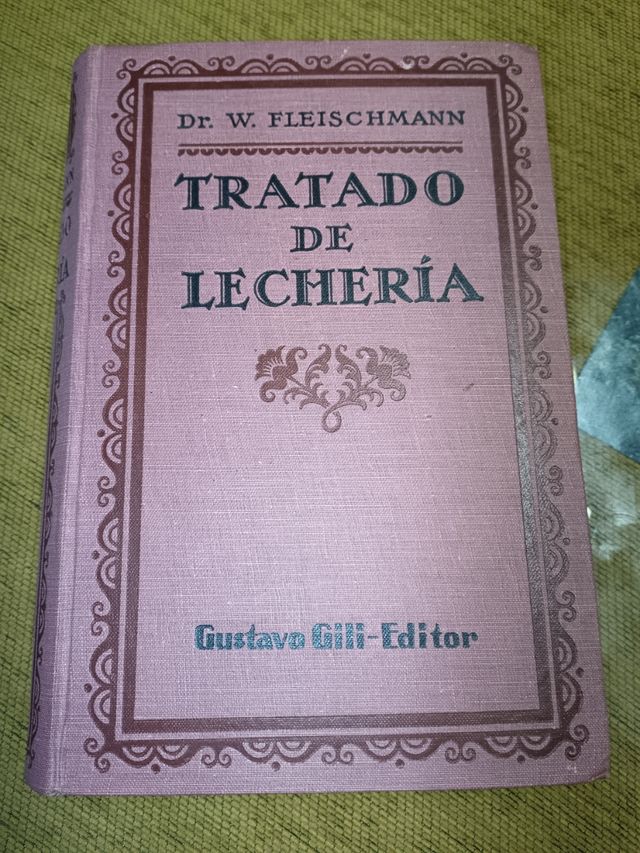 Dr. W. FLEISCHMANN
TRATADO
DE
LECHERÍA
Gustavo Gili-Editor